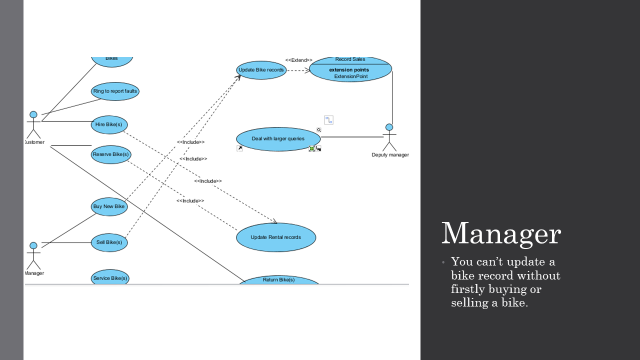 Bikes
<<Extend>>
Record Sales
Update Bike records
extension points
ExtensionPoint
Ring to report faults
Hire Bike(s)
Customer
Deal with larger queries
<<Include>>
Reserve Bike(s)
<<Include>>
Deputy manager
<<Include>>
<<Include>>
Buy New Bike
Update Rental records
Sell Bike(s)
Manager
Service Bike(s)
Return Bike(s)
Manager
You can't update a
bike record without
firstly buying or
selling a bike.